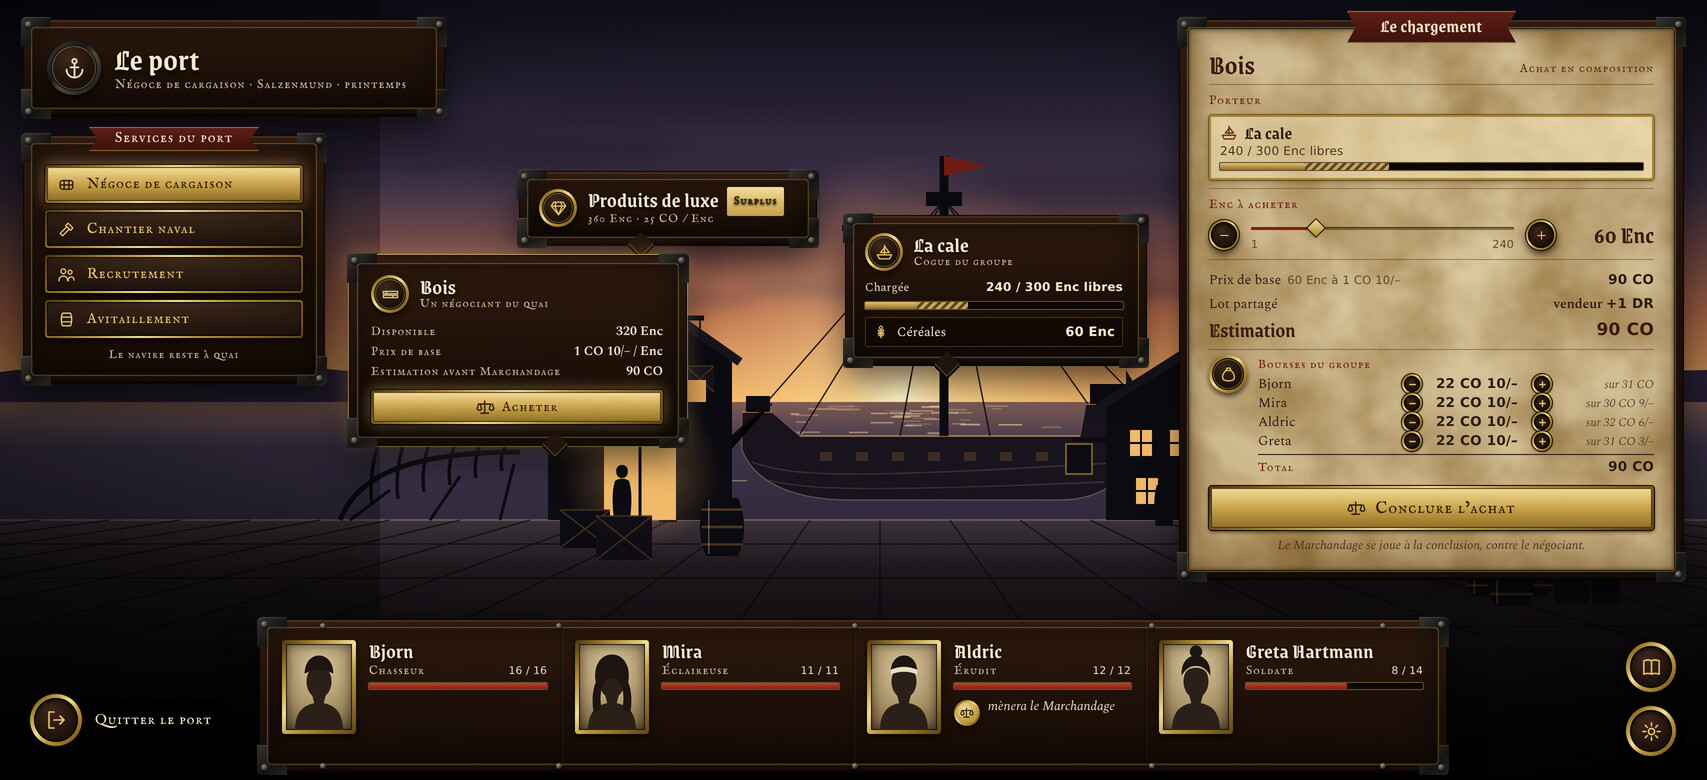 Le port
Négoce de cargaison · Salzenmund · printemps
Services du port
Négoce de cargaison
Chantier naval
Recrutement
Avitaillement
Le navire reste à quai
Produits de luxe
Surplus
360 Enc · 25 CO / Enc
Bois
Un négociant du quai
Disponible 320 Enc
Prix de base 1 CO 10/– / Enc
Estimation avant Marchandage 90 CO
Acheter
La cale
Cogue du groupe
Chargée 240 / 300 Enc libres
Céréales 60 Enc
Le chargement
Bois Achat en composition
Porteur
La cale
240 / 300 Enc libres
Enc à acheter
− + 60 Enc
1 240
Prix de base 60 Enc à 1 CO 10/– 90 CO
Lot partagé vendeur +1 DR
Estimation 90 CO
Bourses du groupe
Bjorn − 22 CO 10/– + sur 31 CO
Mira − 22 CO 10/– + sur 30 CO 9/–
Aldric − 22 CO 10/– + sur 32 CO 6/–
Greta − 22 CO 10/– + sur 31 CO 3/–
Total 90 CO
Conclure l'achat
Le Marchandage se joue à la conclusion, contre le négociant.
Bjorn
Chasseur 16 / 16
Mira
Éclaireuse 11 / 11
Aldric
Érudit 12 / 12
mènera le Marchandage
Greta Hartmann
Soldate 8 / 14
Quitter le port